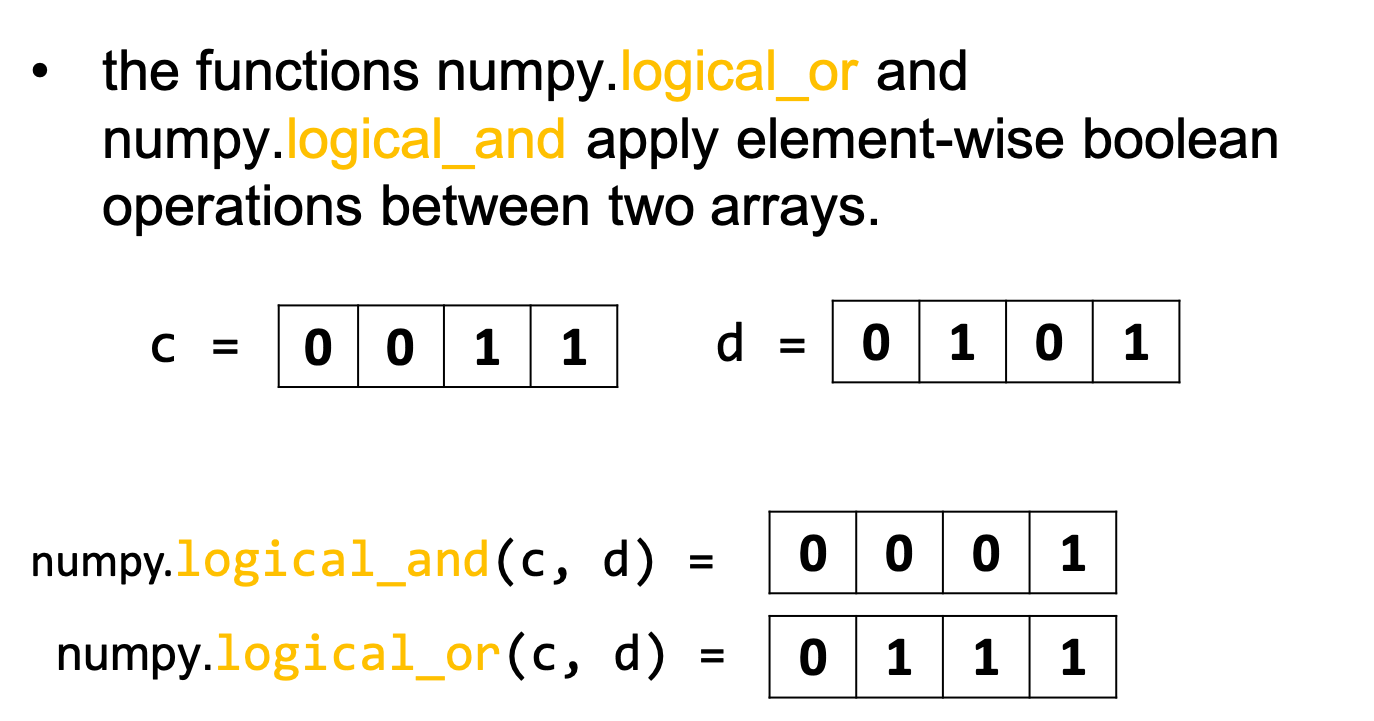 • the functions numpy.logical_or and
numpy.logical_and apply element-wise boolean
operations between two arrays.
c = 0 0 1 1 d = 0 1 0 1
numpy.logical_and(c, d) = 0 0 0 1
numpy.logical_or(c, d) = 0 1 1 1